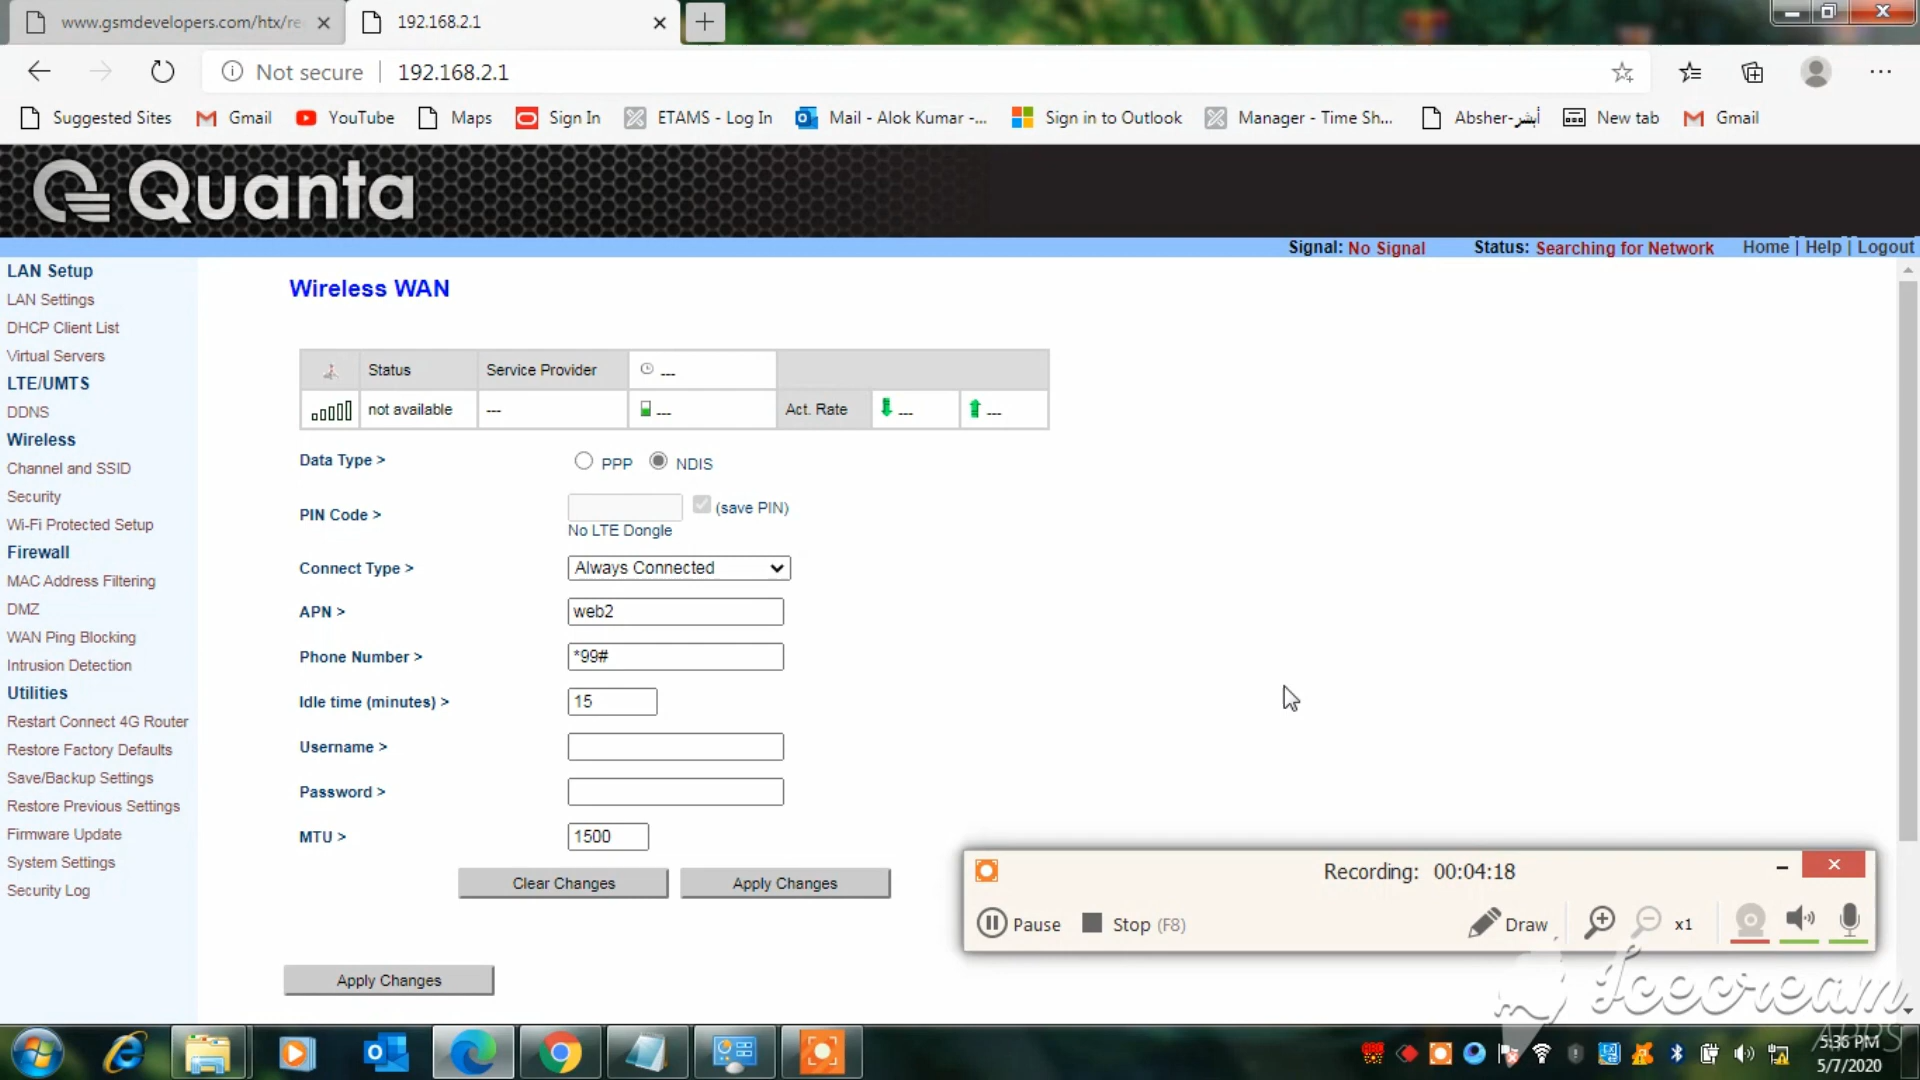 www.gsmdevelopers.com/htx/re
192.168.2.1
Not secure
192.168.2.1
Suggested Sites
Gmail
YouTube
Maps
Sign In
ETAMS - Log In
Mail - Alok Kumar -...
Sign in to Outlook
Manager - Time Sh...
Absher-أبشر
New tab
Gmail
Quanta
Signal: No Signal
Status: Searching for Network
Home | Help | Logout
LAN Setup
LAN Settings
DHCP Client List
Virtual Servers
LTE/UMTS
DDNS
Wireless
Channel and SSID
Security
Wi-Fi Protected Setup
Firewall
MAC Address Filtering
DMZ
WAN Ping Blocking
Intrusion Detection
Utilities
Restart Connect 4G Router
Restore Factory Defaults
Save/Backup Settings
Restore Previous Settings
Firmware Update
System Settings
Security Log
Wireless WAN
Status
Service Provider
---
not available
---
---
Act. Rate
---
---
Data Type >
PPP
NDIS
PIN Code >
(save PIN)
No LTE Dongle
Connect Type >
Always Connected
APN >
web2
Phone Number >
*99#
Idle time (minutes) >
15
Username >
Password >
MTU >
1500
Clear Changes
Apply Changes
Apply Changes
Recording: 00:04:18
Pause
Stop (F8)
Draw
x1
Icecream
APPS
5:36 PM
5/7/2020